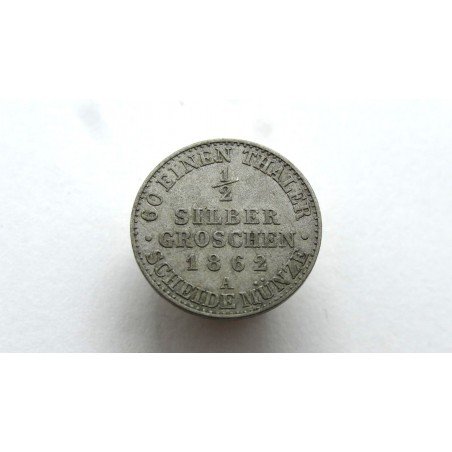 60 EINEN THALER
1/2
SILBER
GROSCHEN
1862
A
· SCHEIDE MÜNZE ·